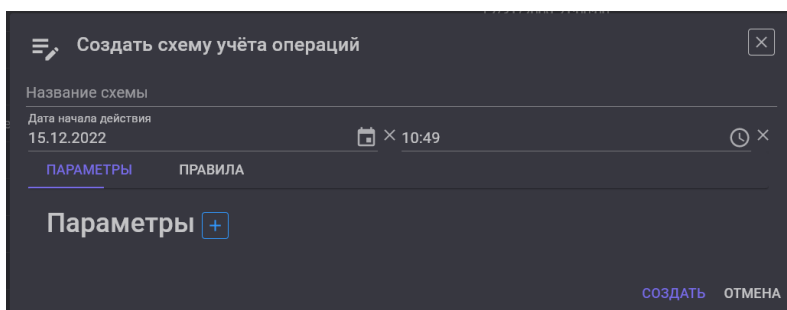 Создать схему учёта операций
Название схемы
Дата начала действия
15.12.2022 10:49
ПАРАМЕТРЫ ПРАВИЛА
Параметры +
СОЗДАТЬ ОТМЕНА